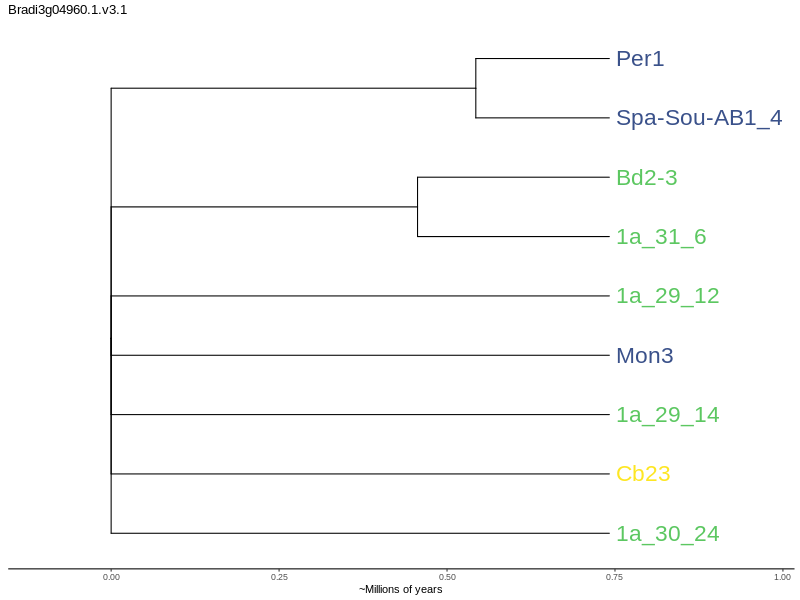 Bradi3g04960.1.v3.1
Per1
Spa-Sou-AB1_4
Bd2-3
1a_31_6
1a_29_12
Mon3
1a_29_14
Cb23
1a_30_24
0.00 0.25 0.50 0.75 1.00
~Millions of years